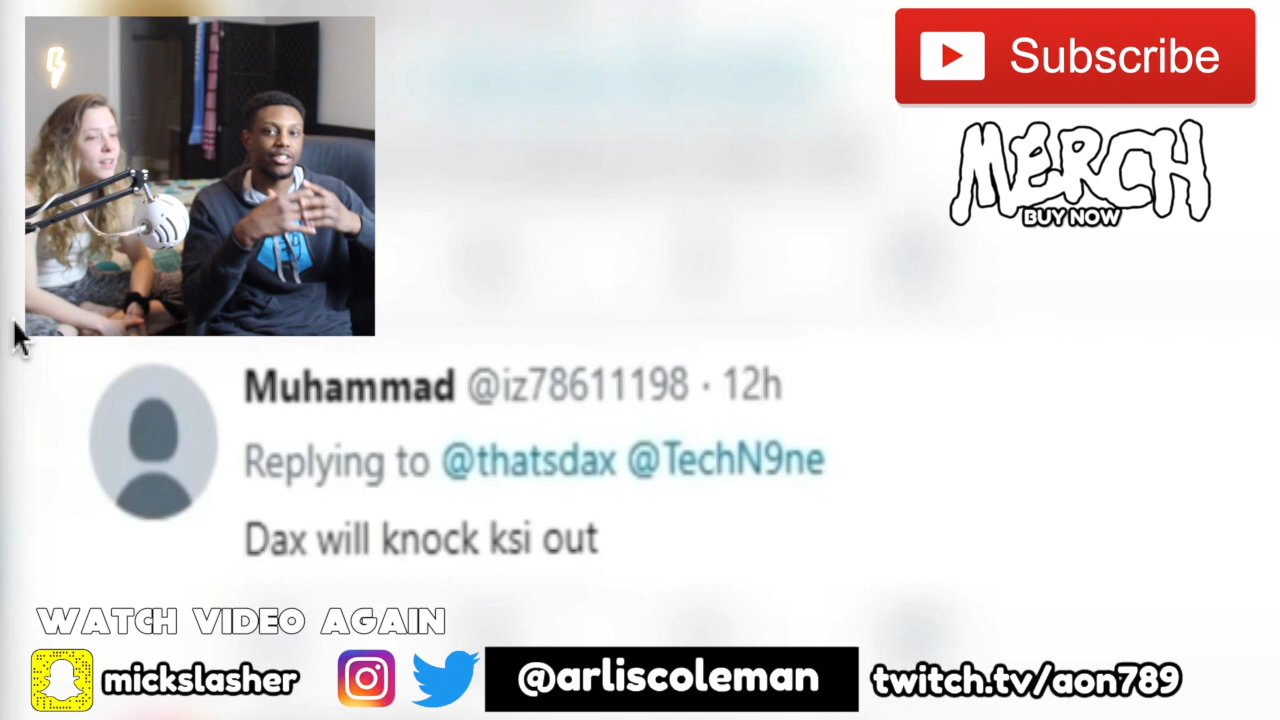 Subscribe
MERCH
BUY NOW
Muhammad @iz78611198 · 12h
Replying to @thatsdax @TechN9ne
Dax will knock ksi out
WATCH VIDEO AGAIN
mickslasher
@arliscoleman
twitch.tv/aon789